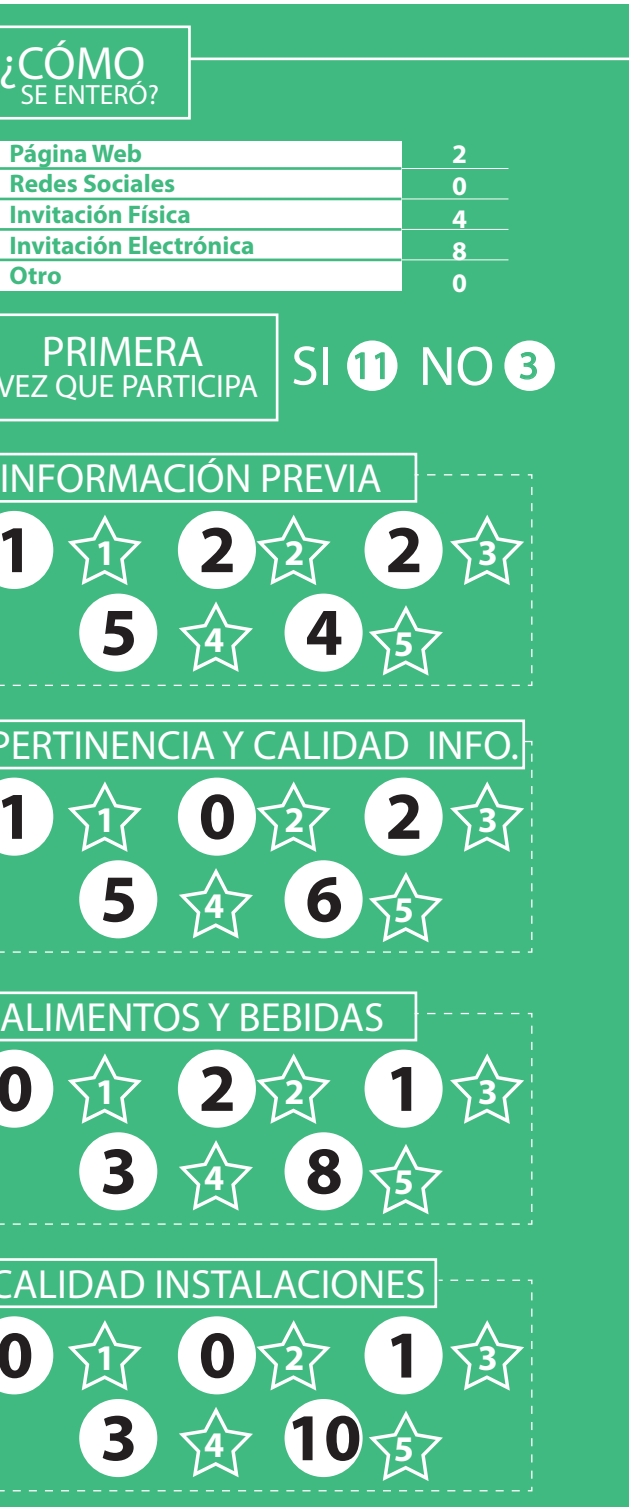 ¿CÓMO
SE ENTERÓ?
Página Web 2
Redes Sociales 0
Invitación Física 4
Invitación Electrónica 8
Otro 0
PRIMERA
VEZ QUE PARTICIPA
SI 11 NO 3
INFORMACIÓN PREVIA
1 1 2 2 2 3
5 4 4 5
PERTINENCIA Y CALIDAD INFO.
1 1 0 2 2 3
5 4 6 5
ALIMENTOS Y BEBIDAS
0 1 2 2 1 3
3 4 8 5
CALIDAD INSTALACIONES
0 1 0 2 1 3
3 4 10 5